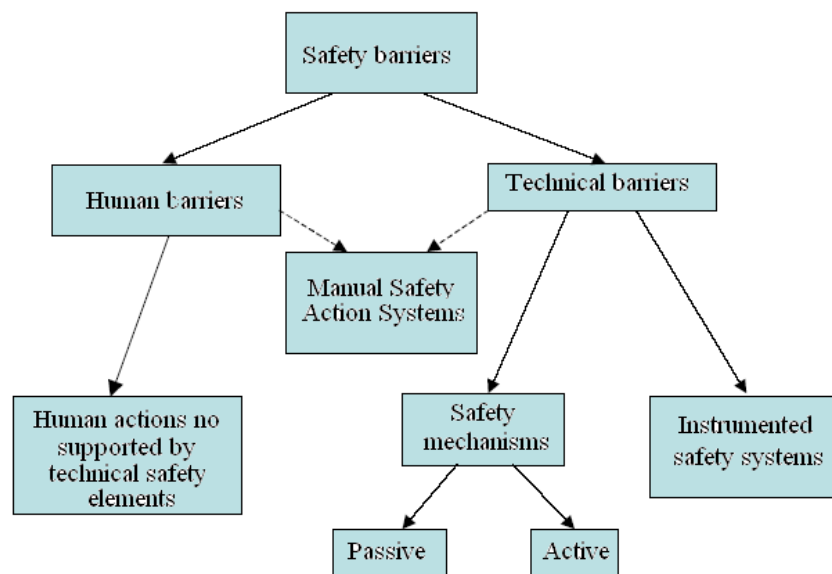 Safety barriers
Human barriers
Technical barriers
Manual Safety
Action Systems
Human actions no
supported by
technical safety
elements
Safety
mechanisms
Instrumented
safety systems
Passive
Active